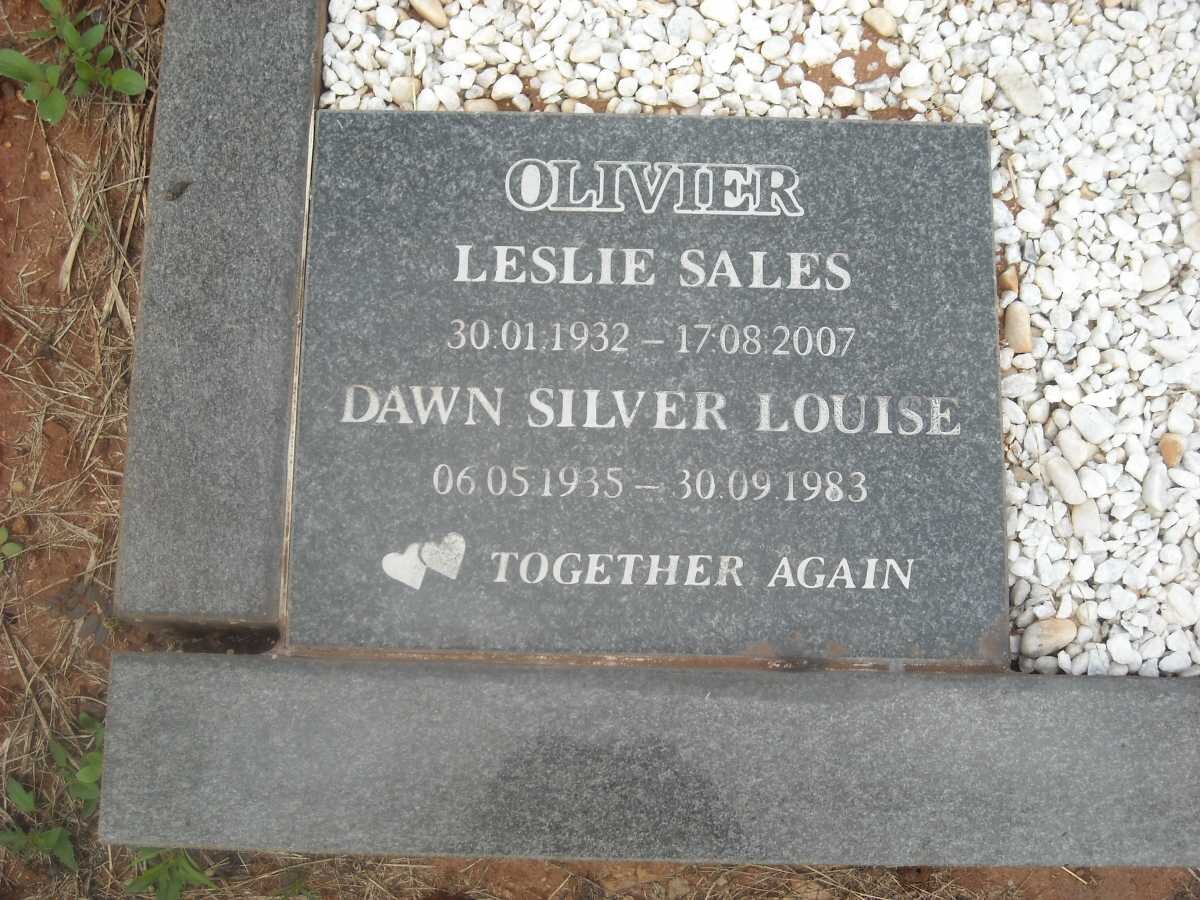 OLIVIER
LESLIE SALES
30.01.1932 – 17.08.2007
DAWN SILVER LOUISE
06.05.1935 – 30.09.1983
TOGETHER AGAIN